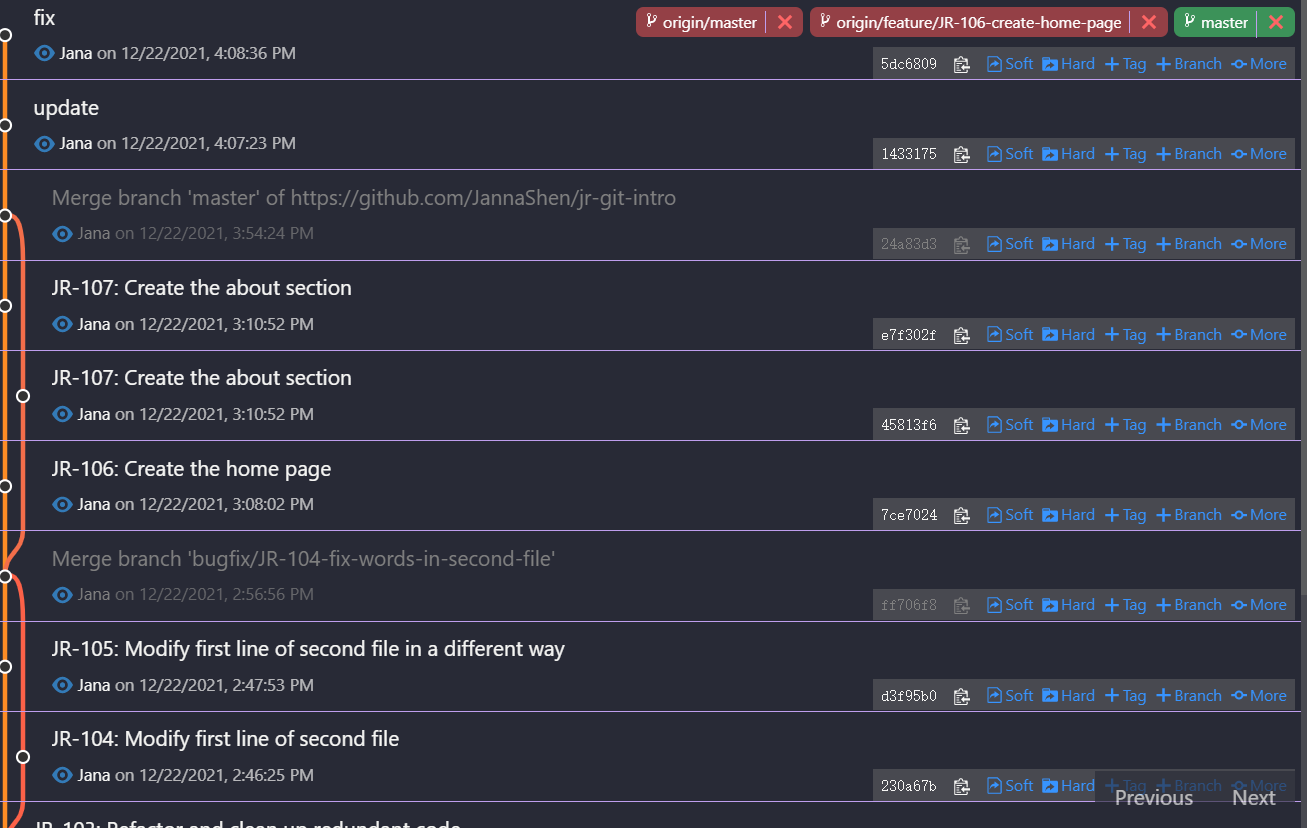 fix
origin/master
origin/feature/JR-106-create-home-page
master
Jana on 12/22/2021, 4:08:36 PM
5dc6809 Soft Hard Tag Branch More
update
Jana on 12/22/2021, 4:07:23 PM
1433175 Soft Hard Tag Branch More
Merge branch 'master' of https://github.com/JannaShen/jr-git-intro
Jana on 12/22/2021, 3:54:24 PM
24a83d3 Soft Hard Tag Branch More
JR-107: Create the about section
Jana on 12/22/2021, 3:10:52 PM
e7f302f Soft Hard Tag Branch More
JR-107: Create the about section
Jana on 12/22/2021, 3:10:52 PM
45813f6 Soft Hard Tag Branch More
JR-106: Create the home page
Jana on 12/22/2021, 3:08:02 PM
7ce7024 Soft Hard Tag Branch More
Merge branch 'bugfix/JR-104-fix-words-in-second-file'
Jana on 12/22/2021, 2:56:56 PM
ff706f8 Soft Hard Tag Branch More
JR-105: Modify first line of second file in a different way
Jana on 12/22/2021, 2:47:53 PM
d3f95b0 Soft Hard Tag Branch More
JR-104: Modify first line of second file
Jana on 12/22/2021, 2:46:25 PM
230a67b Soft Hard Tag Branch More
Previous Next
JR-103: Refactor and clean up redundant code